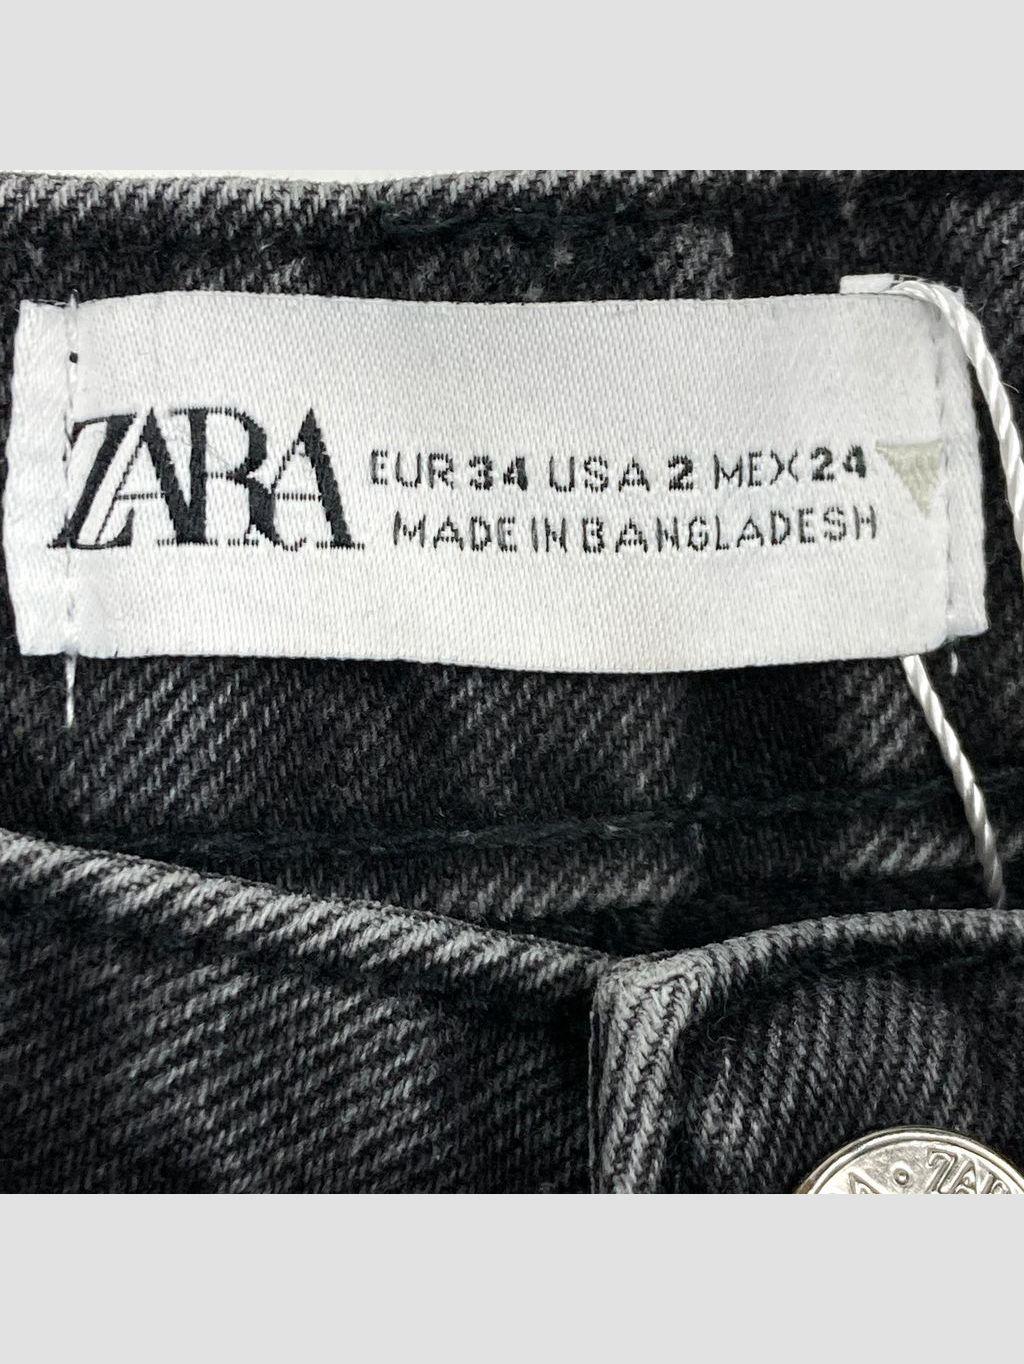 ZARA
EUR 34 USA 2 MEX 24
MADE IN BANGLADESH